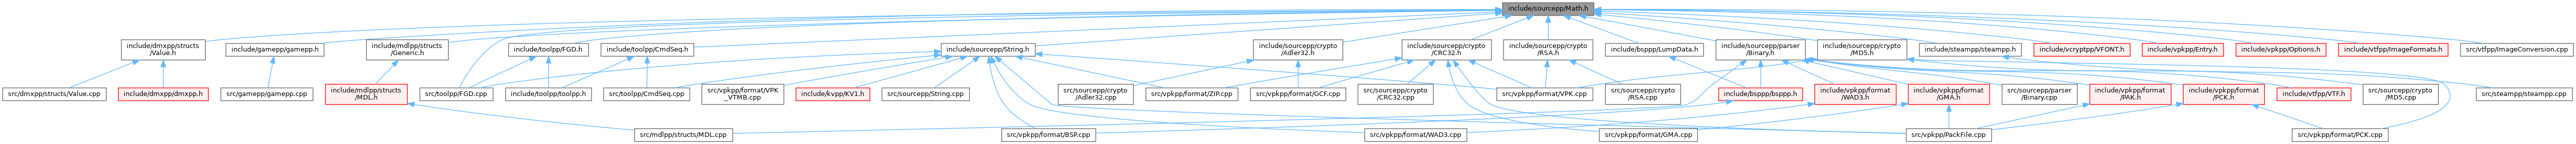 include/sourcepp/Math.h
include/dmxpp/structs
/Value.h
include/gamepp/gamepp.h
include/mdlpp/structs
/Generic.h
include/toolpp/FGD.h
include/toolpp/CmdSeq.h
include/sourcepp/String.h
include/sourcepp/crypto
/Adler32.h
include/sourcepp/crypto
/CRC32.h
include/sourcepp/crypto
/RSA.h
include/bsppp/LumpData.h
include/sourcepp/parser
/Binary.h
include/sourcepp/crypto
/MD5.h
include/steampp/steampp.h
include/vcryptpp/VFONT.h
include/vpkpp/Entry.h
include/vpkpp/Options.h
include/vtfpp/ImageFormats.h
src/vtfpp/ImageConversion.cpp
src/dmxpp/structs/Value.cpp
include/dmxpp/dmxpp.h
src/gamepp/gamepp.cpp
include/mdlpp/structs
/MDL.h
src/toolpp/FGD.cpp
include/toolpp/toolpp.h
src/toolpp/CmdSeq.cpp
src/vpkpp/format/VPK
_VTMB.cpp
include/kvpp/KV1.h
src/sourcepp/String.cpp
src/sourcepp/crypto
/Adler32.cpp
src/vpkpp/format/ZIP.cpp
src/vpkpp/format/GCF.cpp
src/sourcepp/crypto
/CRC32.cpp
src/vpkpp/format/VPK.cpp
src/sourcepp/crypto
/RSA.cpp
include/bsppp/bsppp.h
include/vpkpp/format
/WAD3.h
include/vpkpp/format
/GMA.h
src/sourcepp/parser
/Binary.cpp
include/vpkpp/format
/PAK.h
include/vpkpp/format
/PCK.h
include/vtfpp/VTF.h
src/sourcepp/crypto
/MD5.cpp
src/steampp/steampp.cpp
src/mdlpp/structs/MDL.cpp
src/vpkpp/format/BSP.cpp
src/vpkpp/format/WAD3.cpp
src/vpkpp/format/GMA.cpp
src/vpkpp/PackFile.cpp
src/vpkpp/format/PCK.cpp